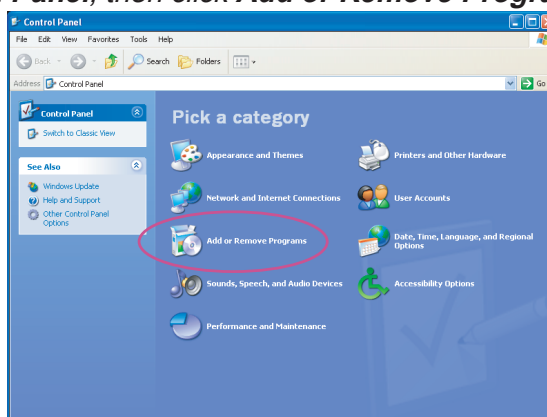 Panel, then click Add or Remove Progr
Control Panel
File Edit View Favorites Tools Help
Back Search Folders
Address Control Panel Go
Control Panel
Switch to Classic View
See Also
Windows Update
Help and Support
Other Control Panel
Options
Pick a category
Appearance and Themes
Printers and Other Hardware
Network and Internet Connections
User Accounts
Add or Remove Programs
Date, Time, Language, and Regional
Options
Sounds, Speech, and Audio Devices
Accessibility Options
Performance and Maintenance